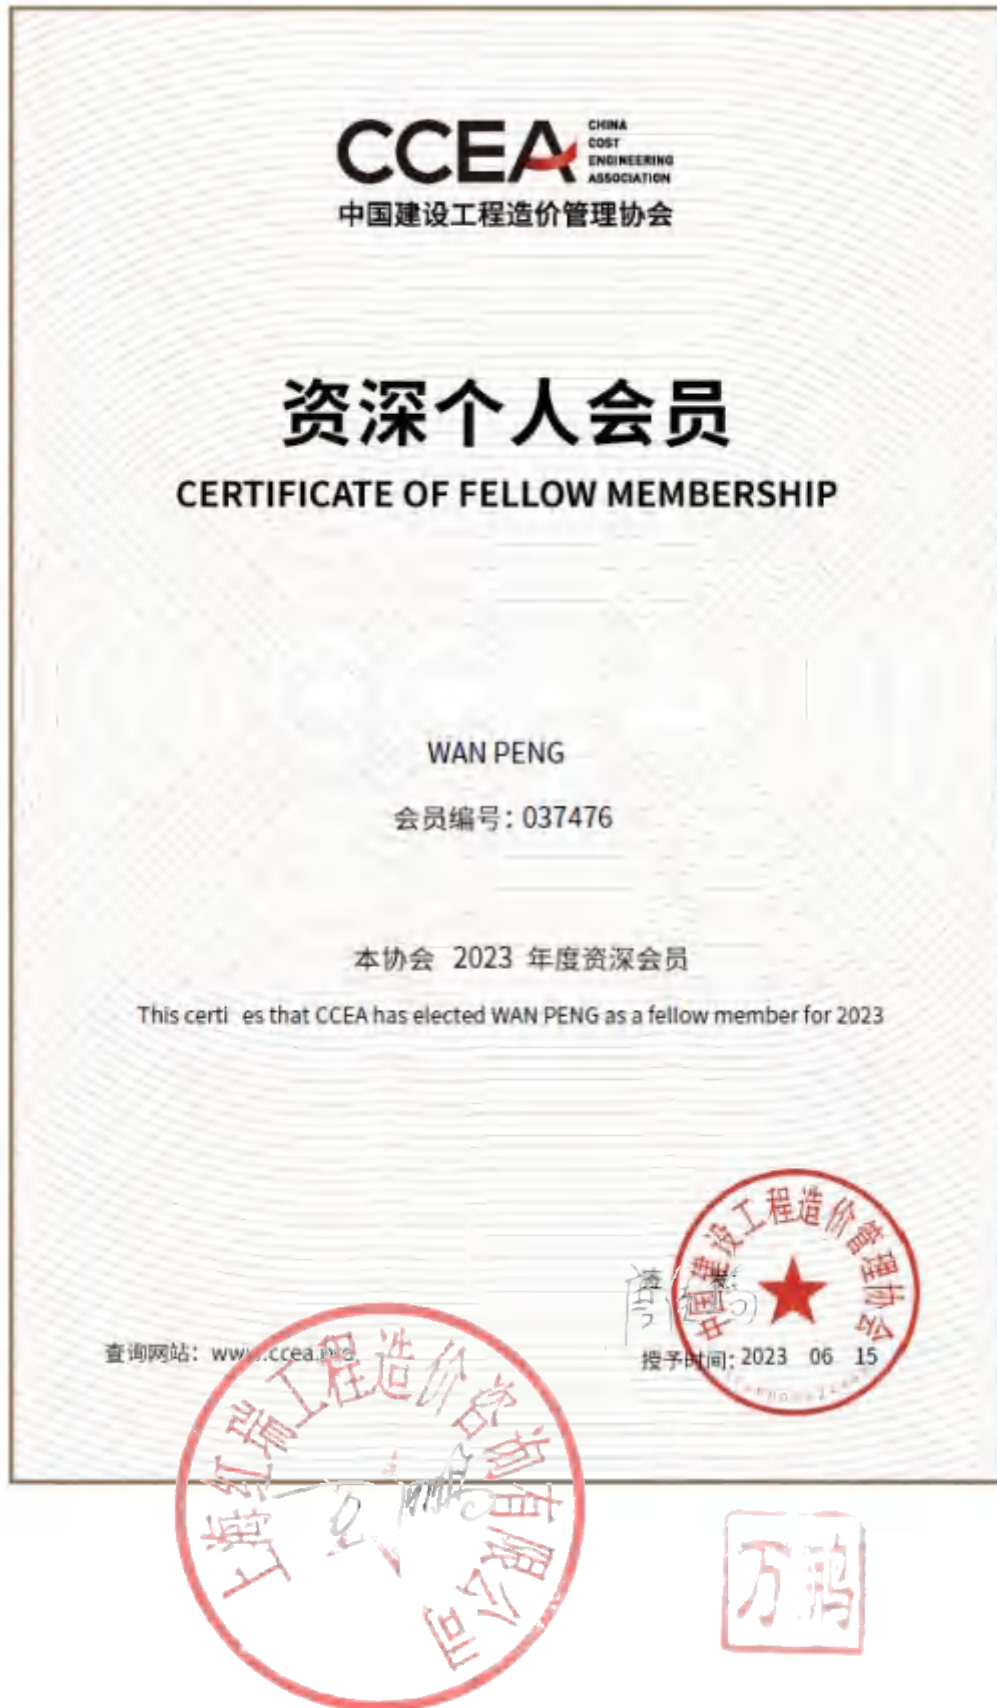 CCEA
CHINA
COST
ENGINEERING
ASSOCIATION
中国建设工程造价管理协会
资深个人会员
CERTIFICATE OF FELLOW MEMBERSHIP
WAN PENG
会员编号：037476
本协会 2023 年度资深会员
This certi es that CCEA has elected WAN PENG as a fellow member for 2023
中国建设工程造价管理协会
签 发：
查询网站：www.ccea.pro
授予时间：2023 06 15
上海红瑞工程造价咨询有限公司
万鹏